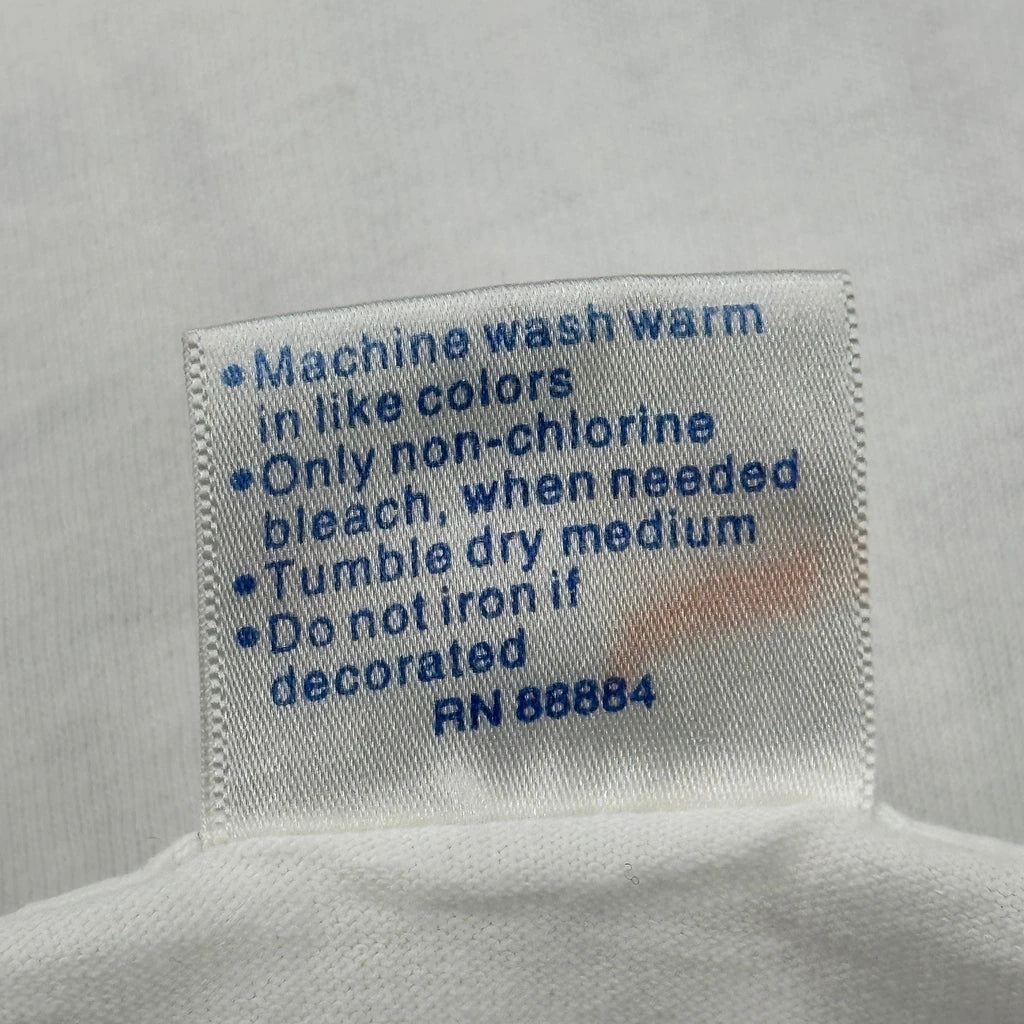 • Machine wash warm
in like colors
• Only non-chlorine
bleach, when needed
• Tumble dry medium
• Do not iron if
decorated
RN 88884